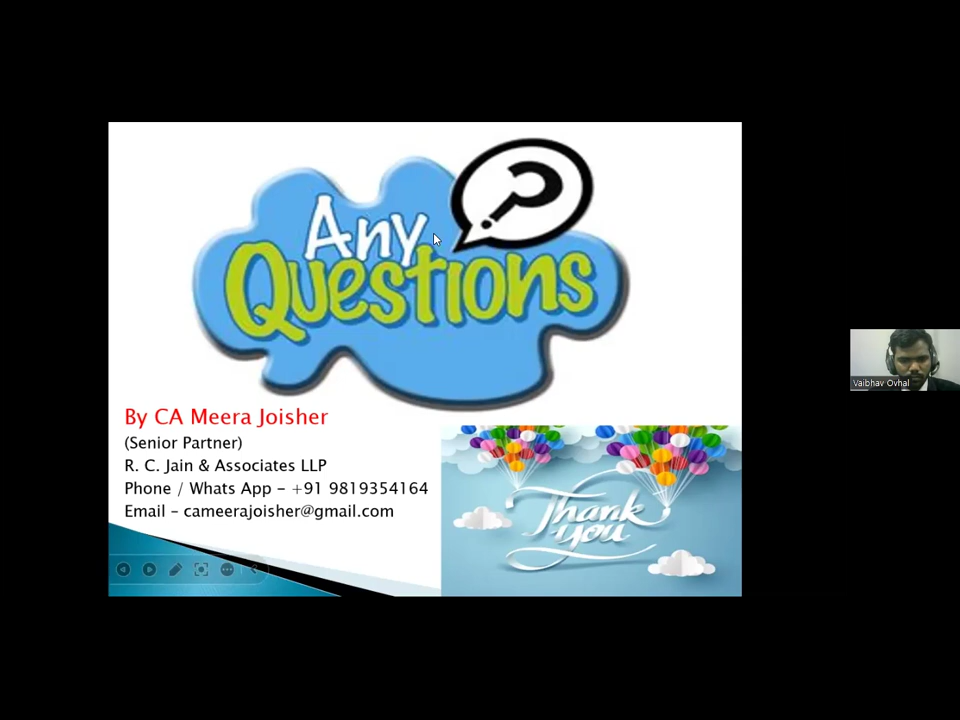 ?
Any
Questions
By CA Meera Joisher
(Senior Partner)
R. C. Jain & Associates LLP
Phone / Whats App – +91 9819354164
Email – cameerajoisher@gmail.com
Thank
you
Vaibhav Ovhal